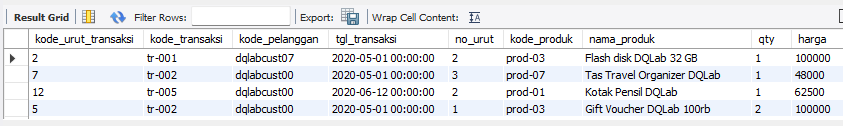 Result Grid Filter Rows: Export: Wrap Cell Content: IA
kode_urut_transaksi kode_transaksi kode_pelanggan tgl_transaksi no_urut kode_produk nama_produk qty harga
2 tr-001 dqlabcust07 2020-05-01 00:00:00 2 prod-03 Flash disk DQLab 32 GB 1 100000
7 tr-002 dqlabcust00 2020-05-01 00:00:00 3 prod-07 Tas Travel Organizer DQLab 1 48000
12 tr-005 dqlabcust00 2020-06-12 00:00:00 2 prod-01 Kotak Pensil DQLab 1 62500
5 tr-002 dqlabcust00 2020-05-01 00:00:00 1 prod-03 Gift Voucher DQLab 100rb 2 100000